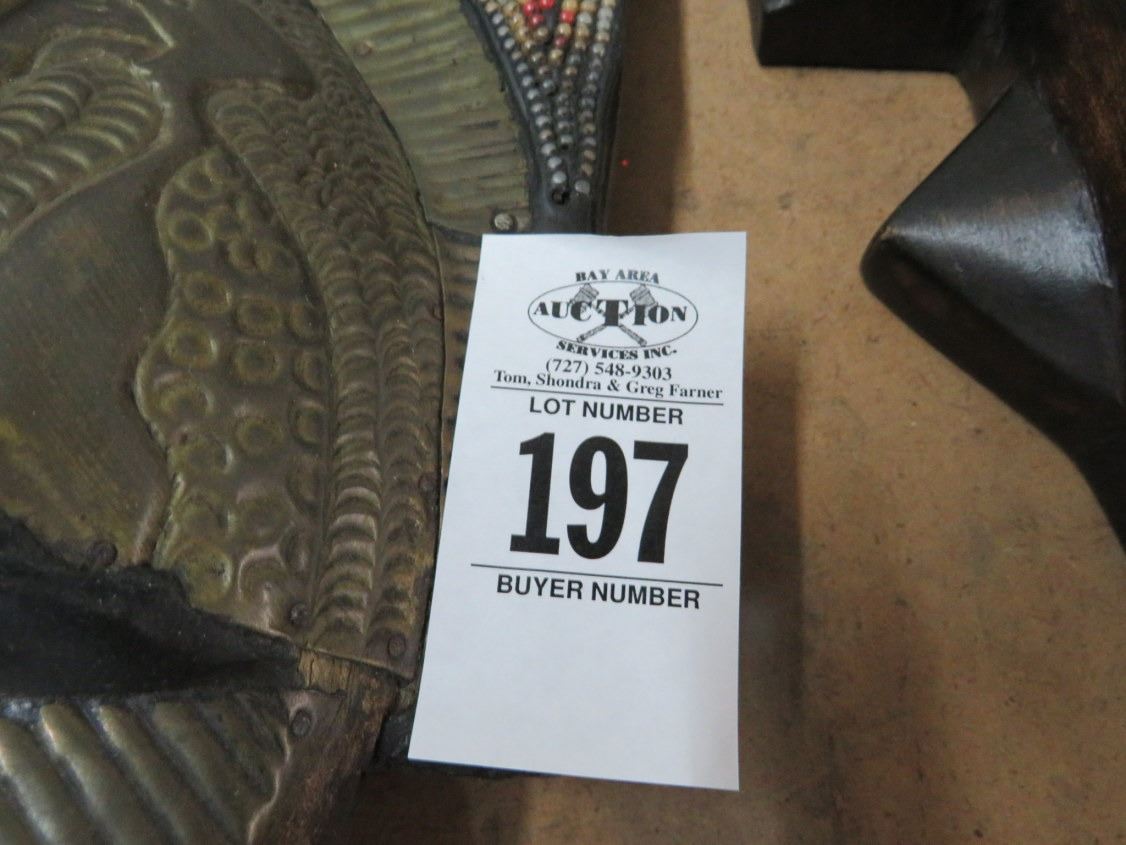 BAY AREA
AUCTION
SERVICES INC.
(727) 548-9303
Tom, Shondra & Greg Farner
LOT NUMBER
197
BUYER NUMBER